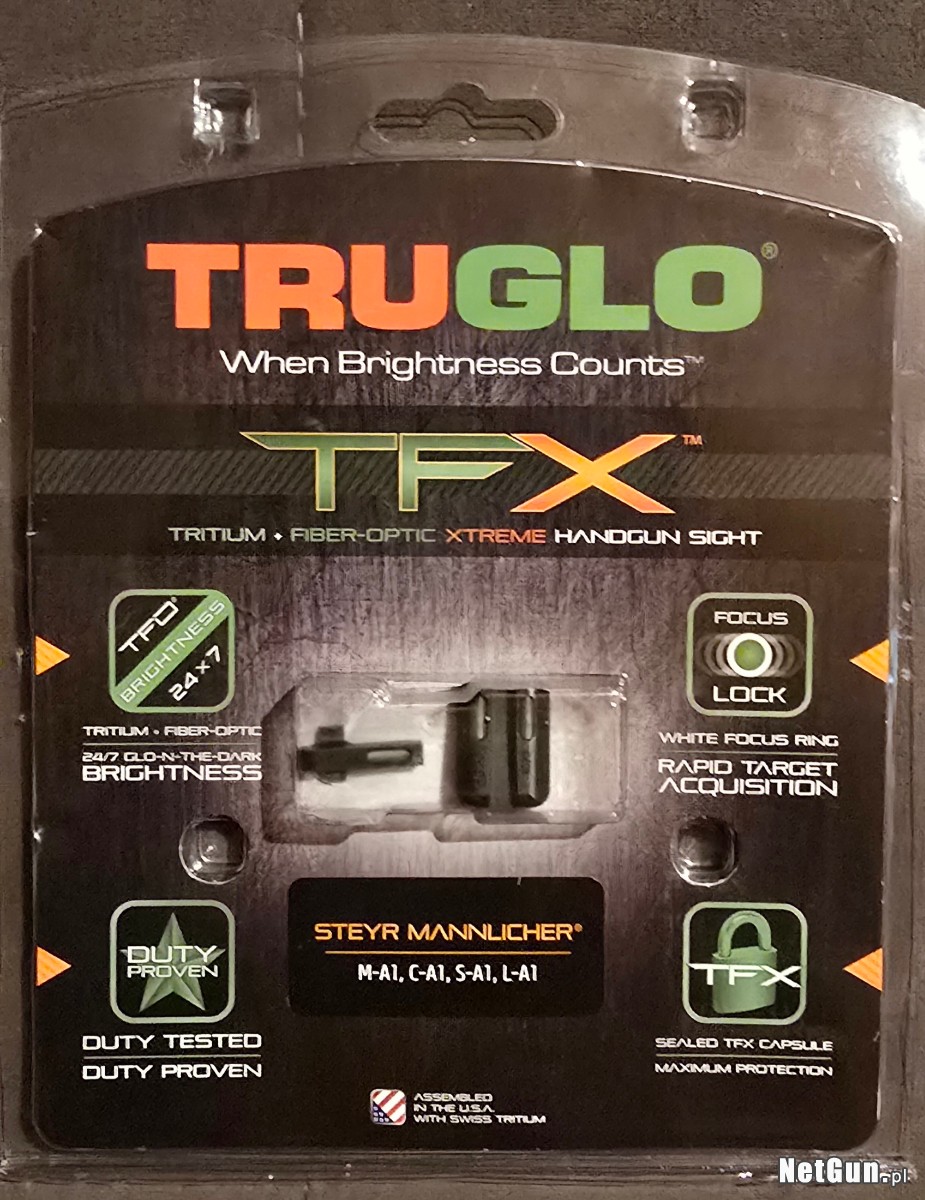 TRUGLO®
When Brightness Counts™
TFX™
TRITIUM • FIBER-OPTIC XTREME HANDGUN SIGHT
TFO®
BRIGHTNESS
24×7
TRITIUM • FIBER-OPTIC
24/7 GLO-N-THE-DARK
BRIGHTNESS
FOCUS
LOCK
WHITE FOCUS RING
RAPID TARGET
ACQUISITION
STEYR MANNLICHER®
M-A1, C-A1, S-A1, L-A1
DUTY
PROVEN
DUTY TESTED
DUTY PROVEN
TFX
SEALED TFX CAPSULE
MAXIMUM PROTECTION
ASSEMBLED
IN THE U.S.A.
WITH SWISS TRITIUM
NetGun.pl